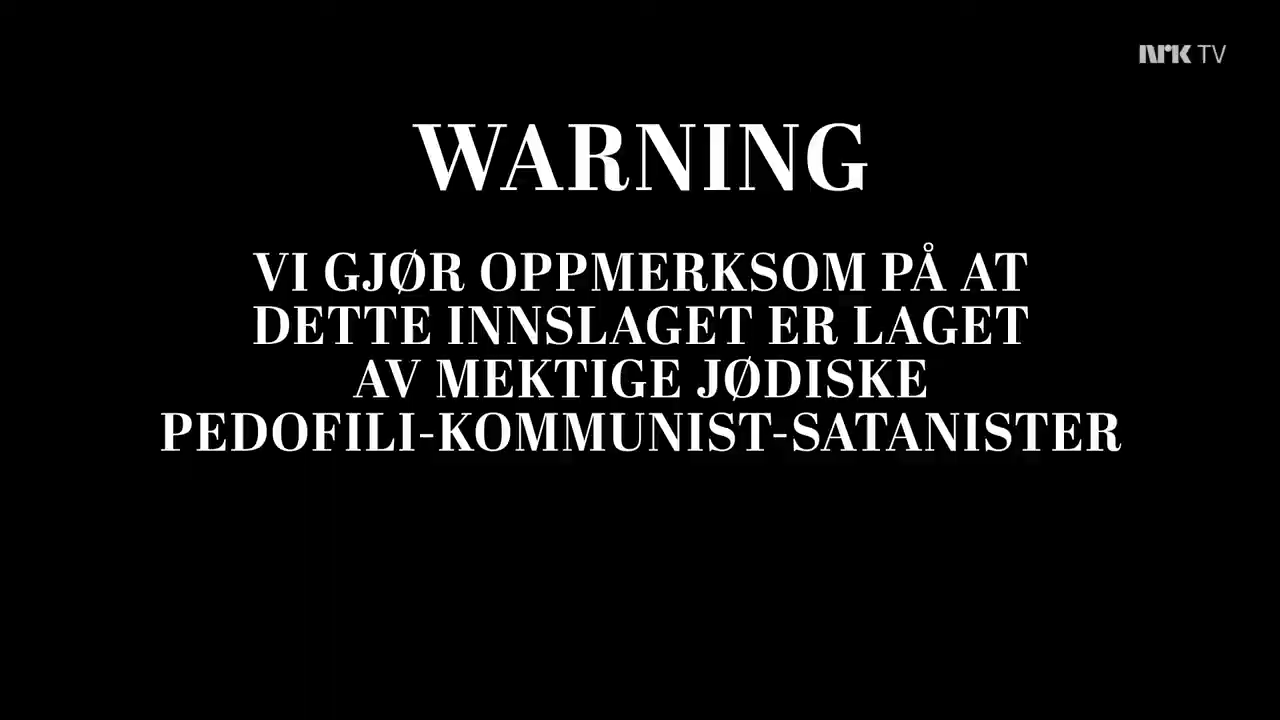 NRK TV
WARNING
VI GJØR OPPMERKSOM PÅ AT
DETTE INNSLAGET ER LAGET
AV MEKTIGE JØDISKE
PEDOFILI-KOMMUNIST-SATANISTER